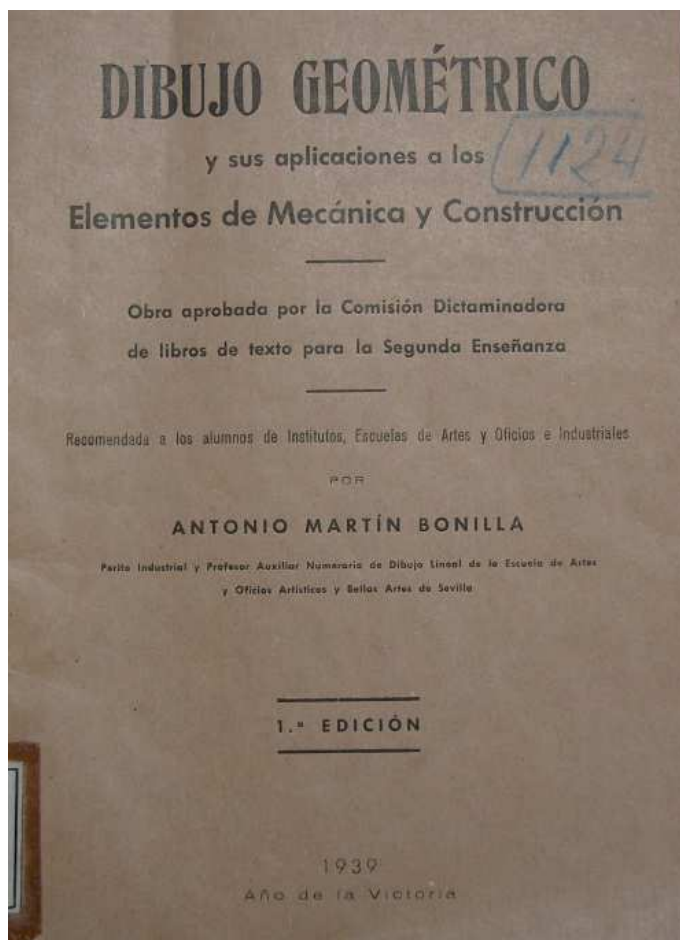 DIBUJO GEOMÉTRICO
y sus aplicaciones a los
1124
Elementos de Mecánica y Construcción
Obra aprobada por la Comisión Dictaminadora
de libros de texto para la Segunda Enseñanza
Recomendada a los alumnos de Institutos, Escuelas de Artes y Oficios e Industriales
POR
ANTONIO MARTÍN BONILLA
Perito Industrial y Profesor Auxiliar Numerario de Dibujo Lineal de la Escuela de Artes
y Oficios Artísticos y Bellas Artes de Sevilla
1.ª EDICIÓN
1939
Año de la Victoria